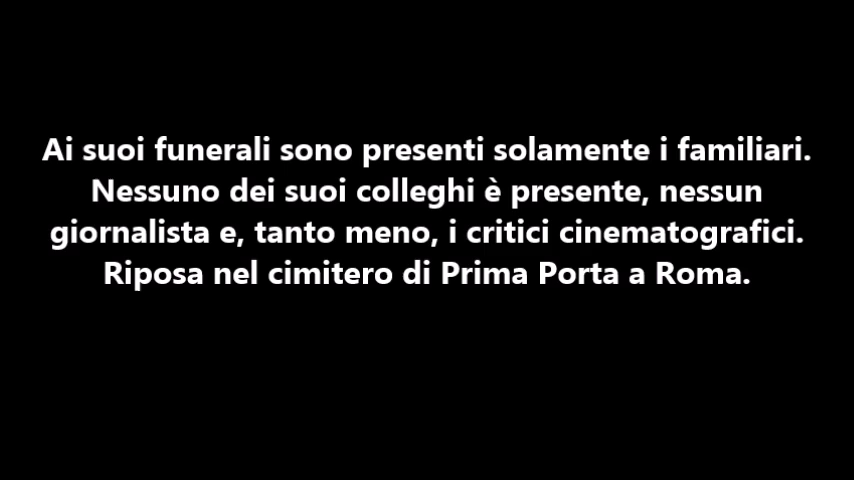 Ai suoi funerali sono presenti solamente i familiari.
Nessuno dei suoi colleghi è presente, nessun
giornalista e, tanto meno, i critici cinematografici.
Riposa nel cimitero di Prima Porta a Roma.